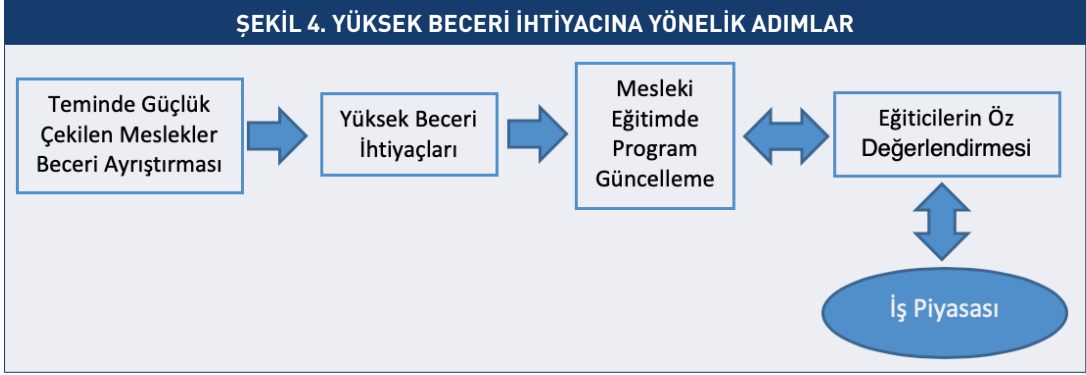 ŞEKİL 4. YÜKSEK BECERİ İHTİYACINA YÖNELİK ADIMLAR
Teminde Güçlük
Çekilen Meslekler
Beceri Ayrıştırması
Yüksek Beceri
İhtiyaçları
Mesleki
Eğitimde
Program
Güncelleme
Eğiticilerin Öz
Değerlendirmesi
İş Piyasası